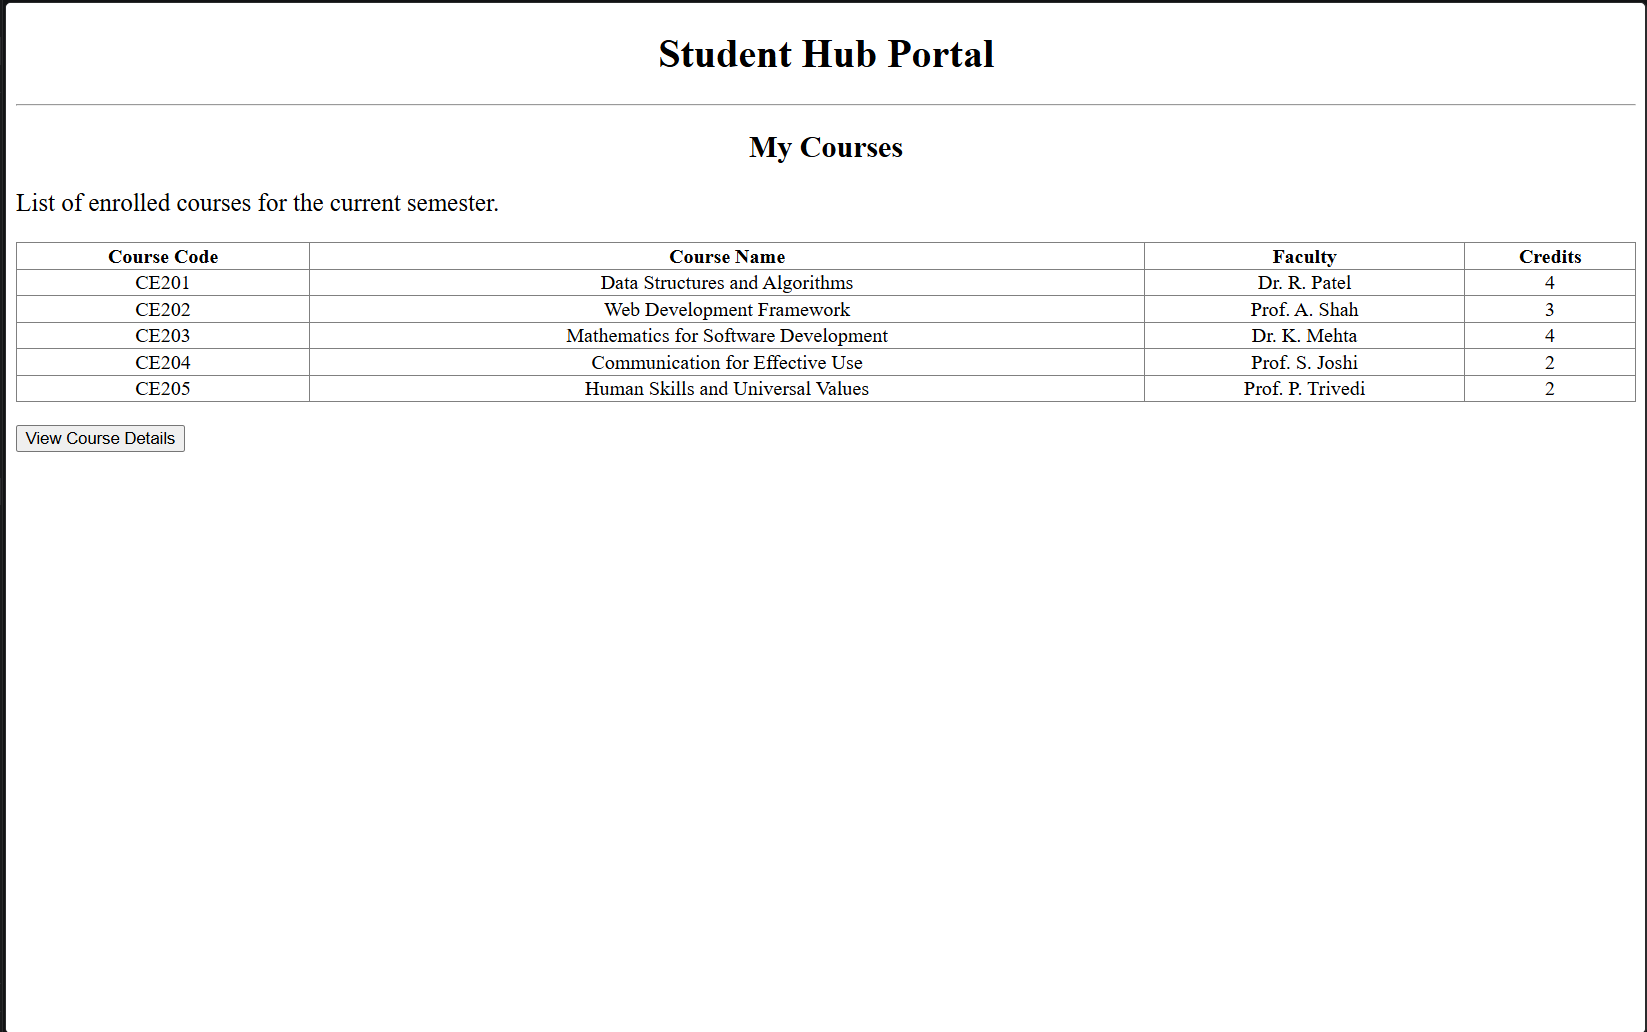 Student Hub Portal
My Courses
List of enrolled courses for the current semester.
Course Code Course Name Faculty Credits
CE201 Data Structures and Algorithms Dr. R. Patel 4
CE202 Web Development Framework Prof. A. Shah 3
CE203 Mathematics for Software Development Dr. K. Mehta 4
CE204 Communication for Effective Use Prof. S. Joshi 2
CE205 Human Skills and Universal Values Prof. P. Trivedi 2
View Course Details